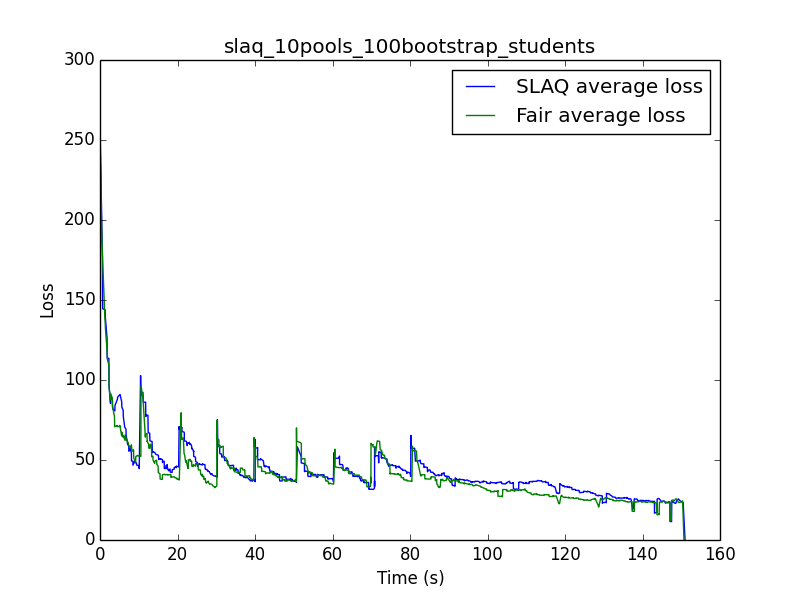 slaq_10pools_100bootstrap_students
300
250
200
150
100
50
0
Loss
SLAQ average loss
Fair average loss
0 20 40 60 80 100 120 140 160
Time (s)